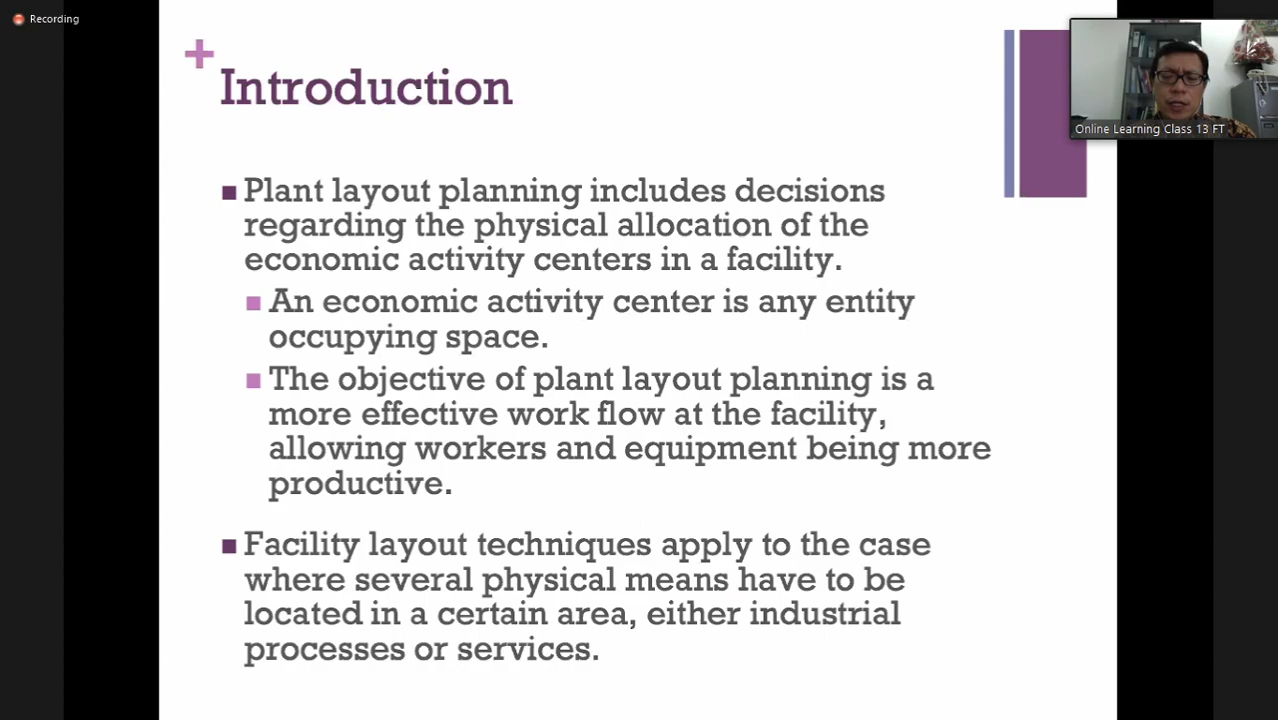 Recording
+
Introduction
Online Learning Class 13 FT
Plant layout planning includes decisions
regarding the physical allocation of the
economic activity centers in a facility.
An economic activity center is any entity
occupying space.
The objective of plant layout planning is a
more effective work flow at the facility,
allowing workers and equipment being more
productive.
Facility layout techniques apply to the case
where several physical means have to be
located in a certain area, either industrial
processes or services.